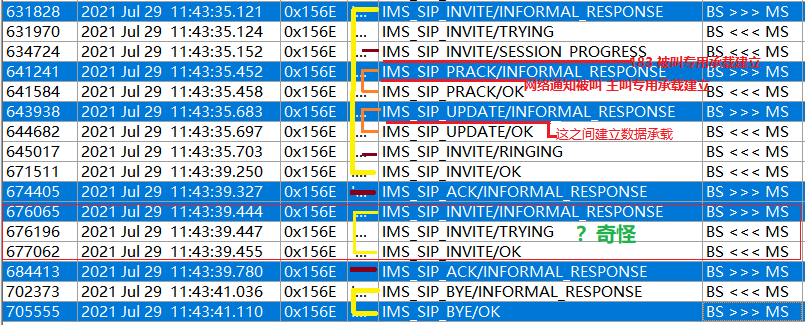 631828 2021 Jul 29 11:43:35.121 0x156E ... IMS_SIP_INVITE/INFORMAL_RESPONSE BS >>> MS
631970 2021 Jul 29 11:43:35.124 0x156E ... IMS_SIP_INVITE/TRYING BS <<< MS
634724 2021 Jul 29 11:43:35.152 0x156E ... IMS_SIP_INVITE/SESSION_PROGRESS BS <<< MS
183 被叫专用承载建立
641241 2021 Jul 29 11:43:35.452 0x156E ... IMS_SIP_PRACK/INFORMAL_RESPONSE BS >>> MS
网络通知被叫 主叫专用承载建立
641584 2021 Jul 29 11:43:35.458 0x156E ... IMS_SIP_PRACK/OK BS <<< MS
643938 2021 Jul 29 11:43:35.683 0x156E ... IMS_SIP_UPDATE/INFORMAL_RESPONSE BS >>> MS
644682 2021 Jul 29 11:43:35.697 0x156E ... IMS_SIP_UPDATE/OK BS <<< MS
这之间建立数据承载
645017 2021 Jul 29 11:43:35.703 0x156E ... IMS_SIP_INVITE/RINGING BS <<< MS
671511 2021 Jul 29 11:43:39.250 0x156E ... IMS_SIP_INVITE/OK BS <<< MS
674405 2021 Jul 29 11:43:39.327 0x156E ... IMS_SIP_ACK/INFORMAL_RESPONSE BS >>> MS
676065 2021 Jul 29 11:43:39.444 0x156E ... IMS_SIP_INVITE/INFORMAL_RESPONSE BS >>> MS
676196 2021 Jul 29 11:43:39.447 0x156E ... IMS_SIP_INVITE/TRYING BS <<< MS
？奇怪
677062 2021 Jul 29 11:43:39.455 0x156E ... IMS_SIP_INVITE/OK BS <<< MS
684413 2021 Jul 29 11:43:39.780 0x156E ... IMS_SIP_ACK/INFORMAL_RESPONSE BS >>> MS
702373 2021 Jul 29 11:43:41.036 0x156E ... IMS_SIP_BYE/INFORMAL_RESPONSE BS <<< MS
705555 2021 Jul 29 11:43:41.110 0x156E ... IMS_SIP_BYE/OK BS >>> MS